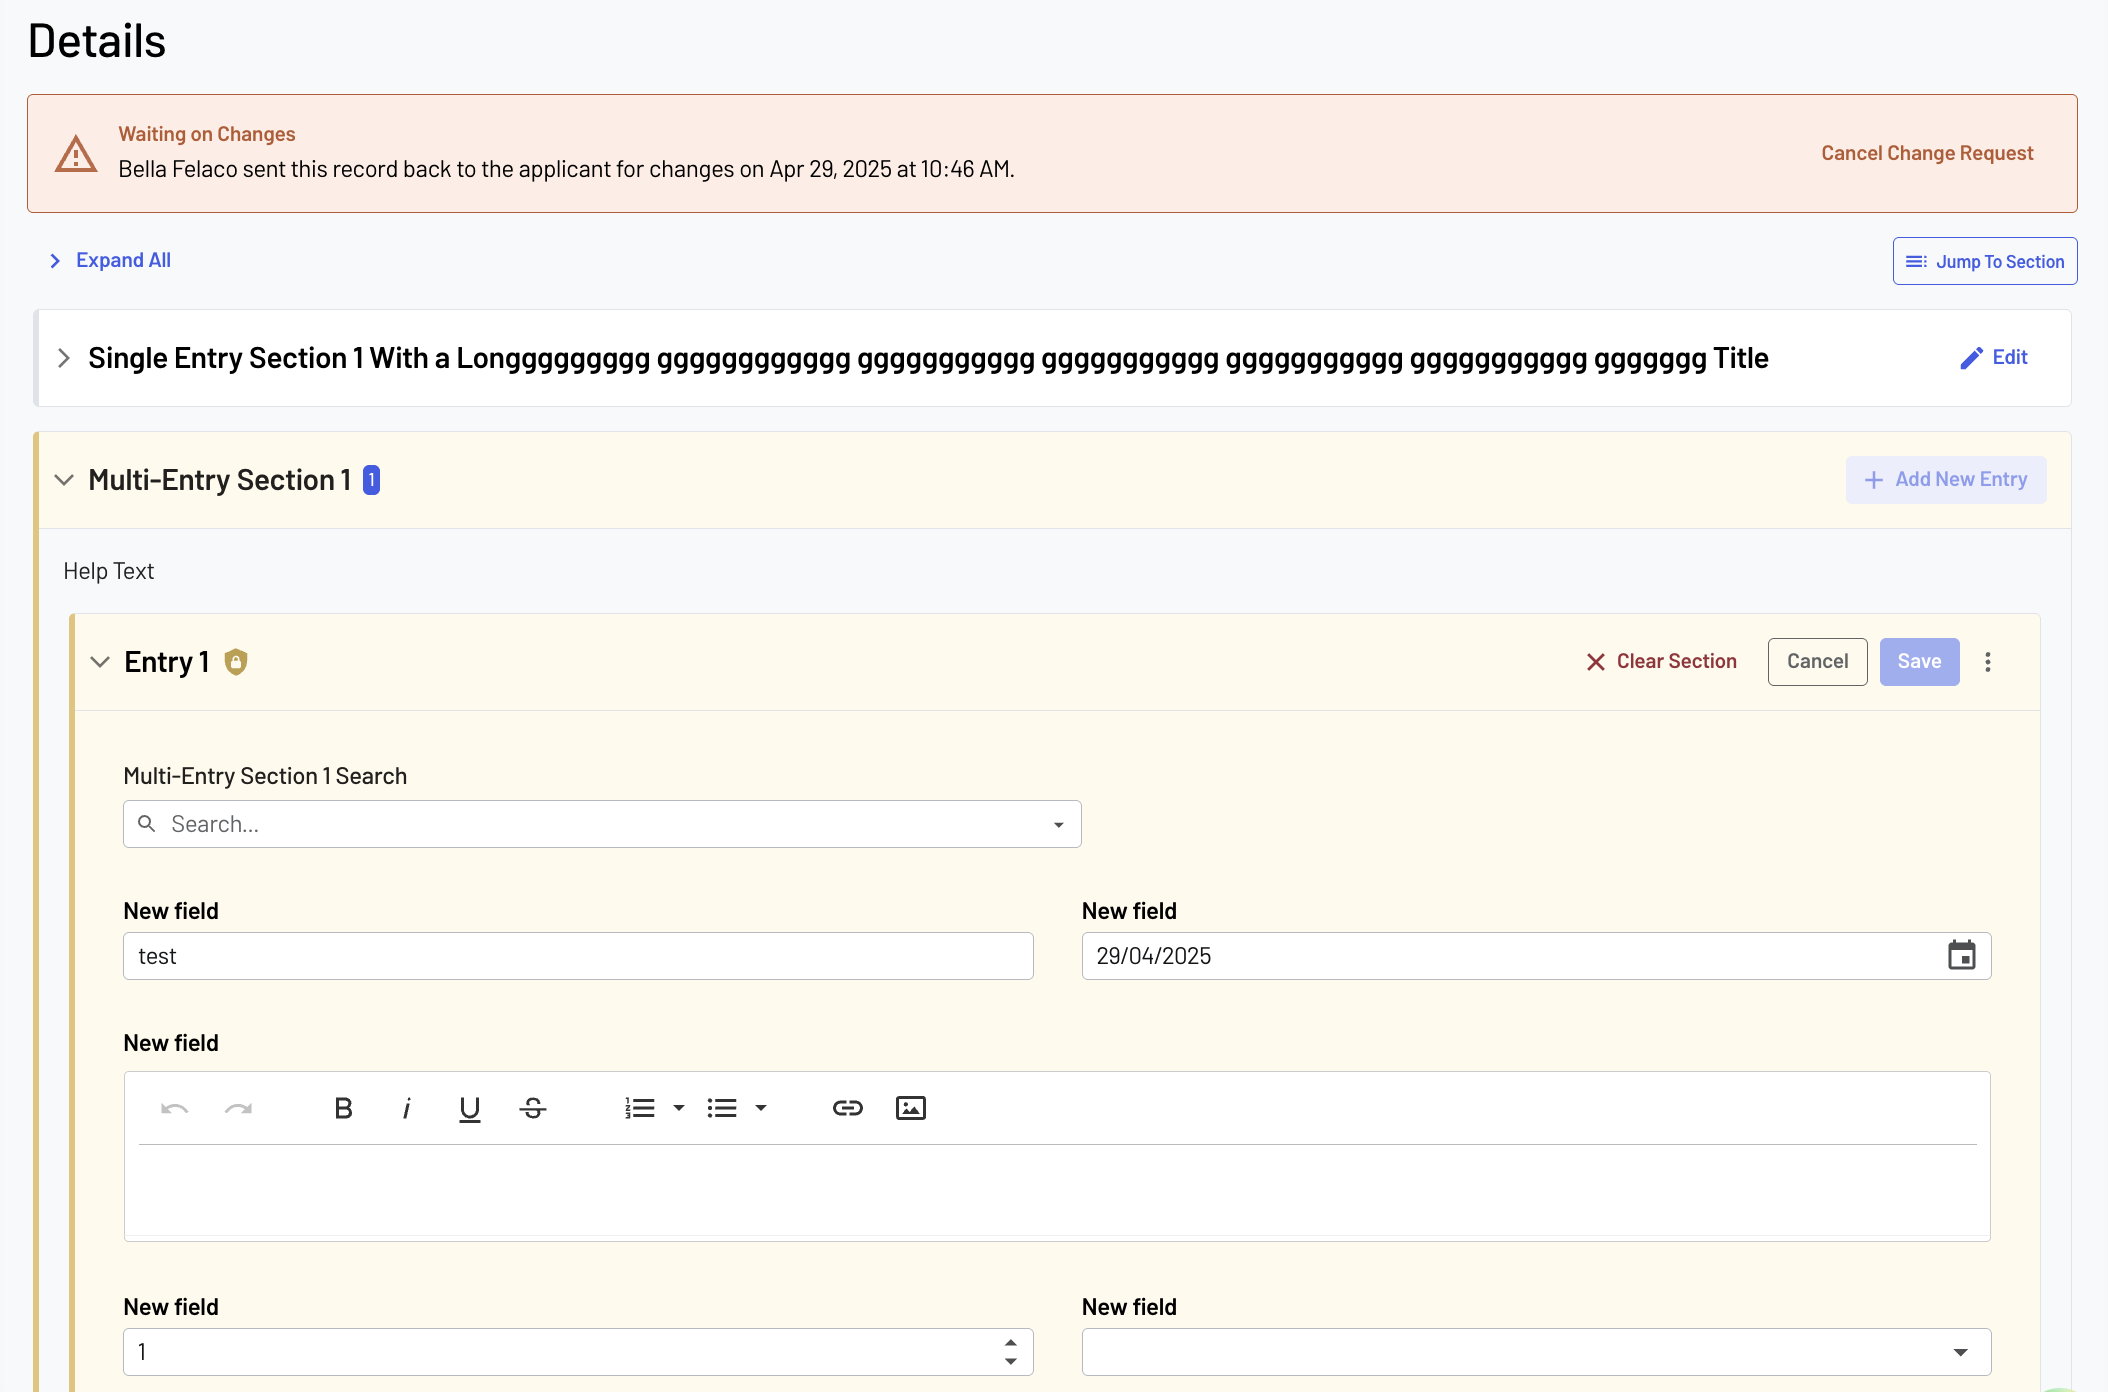 Details
Waiting on Changes
Bella Felaco sent this record back to the applicant for changes on Apr 29, 2025 at 10:46 AM.
Cancel Change Request
Expand All
Jump To Section
Single Entry Section 1 With a Longggggggggg gggggggggggg ggggggggggg ggggggggggg ggggggggggg ggggggggggg ggggggg Title
Edit
Multi-Entry Section 1 1
Add New Entry
Help Text
Entry 1
Clear Section
Cancel
Save
Multi-Entry Section 1 Search
Search...
New field
New field
test
29/04/2025
New field
B i U S
New field
New field
1